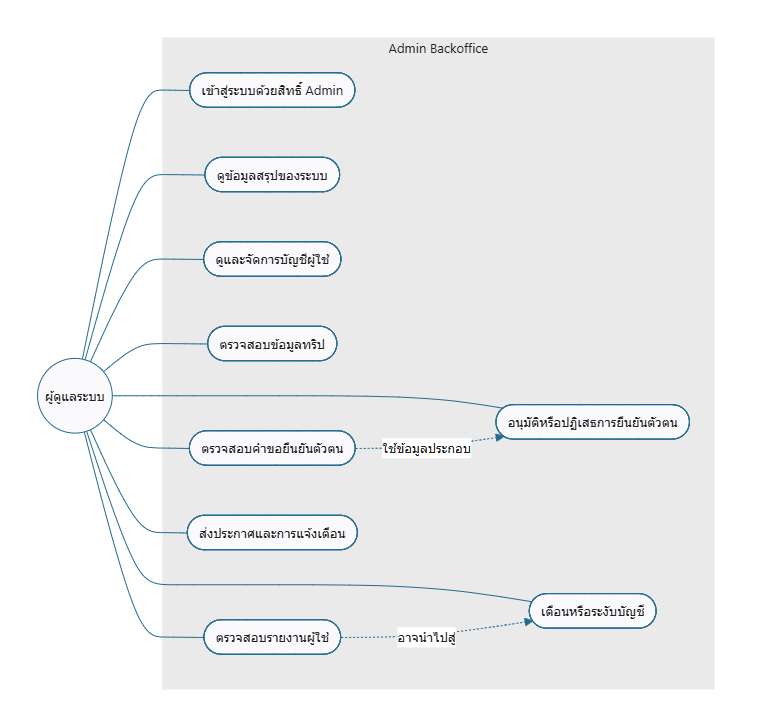 Admin Backoffice
เข้าสู่ระบบด้วยสิทธิ์ Admin
ดูข้อมูลสรุปของระบบ
ดูและจัดการบัญชีผู้ใช้
ตรวจสอบข้อมูลทริป
ผู้ดูแลระบบ
อนุมัติหรือปฏิเสธการยืนยันตัวตน
ตรวจสอบคำขอยืนยันตัวตน
ใช้ข้อมูลประกอบ
ส่งประกาศและการแจ้งเตือน
เตือนหรือระงับบัญชี
ตรวจสอบรายงานผู้ใช้
อาจนำไปสู่